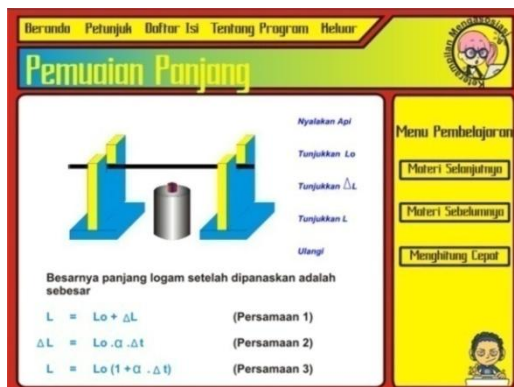 Beranda Petunjuk Daftar Isi Tentang Program Keluar
Keterampilan Mengasosiasi
Pemuaian Panjang
Nyalakan Api
Tunjukkan Lo
Tunjukkan ΔL
Tunjukkan L
Ulangi
Besarnya panjang logam setelah dipanaskan adalah
sebesar
L = Lo + ΔL (Persamaan 1)
ΔL = Lo .α .Δt (Persamaan 2)
L = Lo (1 + α . Δ t) (Persamaan 3)
Menu Pembelajaran
Materi Selanjutnya
Materi Sebelumnya
Menghitung Cepat